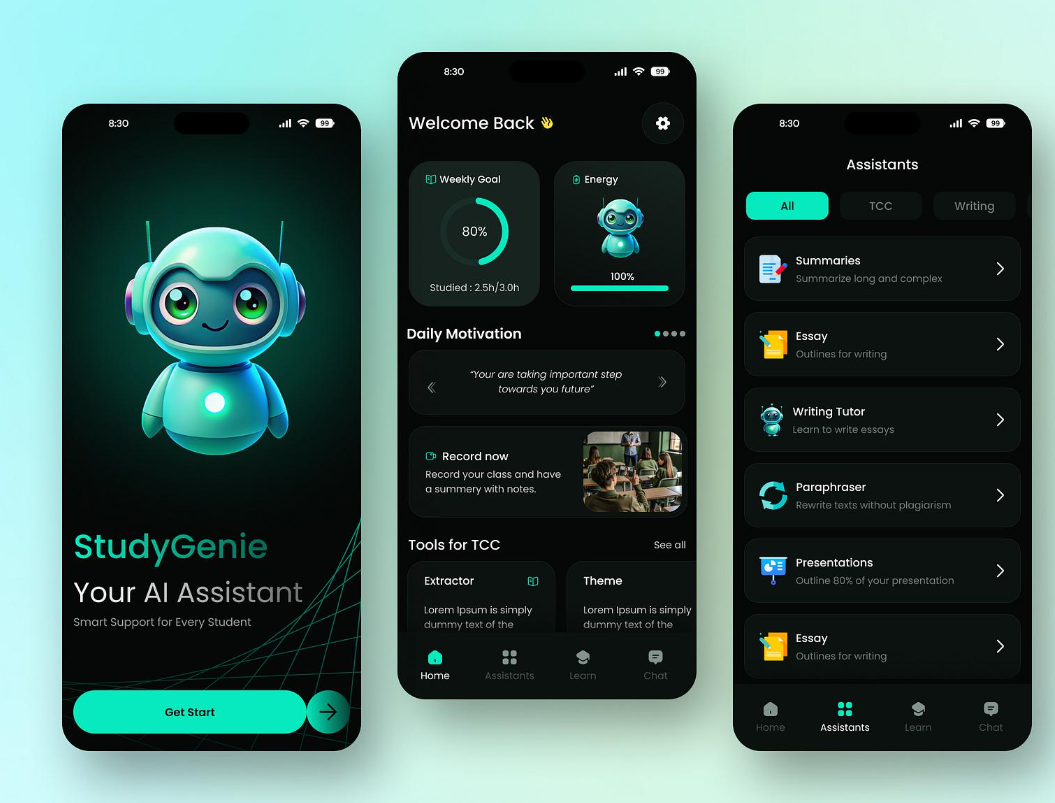 8:30
99
StudyGenie
Your AI Assistant
Smart Support for Every Student
Get Start
8:30
99
Welcome Back 👋
Weekly Goal
80%
Studied : 2.5h/3.0h
Energy
100%
Daily Motivation
“Your are taking important step
towards you future”
Record now
Record your class and have
a summery with notes.
Tools for TCC
See all
Extractor
Lorem Ipsum is simply
dummy text of the
Theme
Lorem Ipsum is simply
dummy text of the
Home
Assistants
Learn
Chat
8:30
99
Assistants
All
TCC
Writing
Summaries
Summarize long and complex
Essay
Outlines for writing
Writing Tutor
Learn to write essays
Paraphraser
Rewrite texts without plagiarism
Presentations
Outline 80% of your presentation
Essay
Outlines for writing
Home
Assistants
Learn
Chat